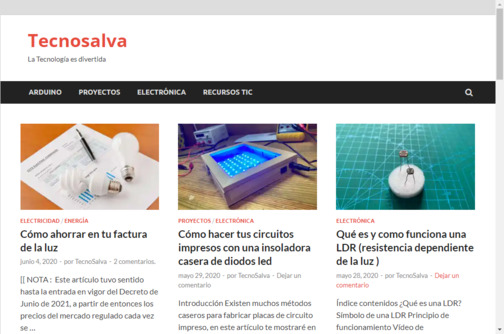 Tecnosalva
La Tecnología es divertida
ARDUINO PROYECTOS ELECTRÓNICA RECURSOS TIC
ELECTRICIDAD / ENERGÍA
Cómo ahorrar en tu factura
de la luz
junio 4, 2020 - por TecnoSalva - 2 comentarios.
[[ NOTA : Este artículo tuvo sentido
hasta la entrada en vigor del Decreto de
Junio de 2021, a partir de entonces los
precios del mercado regulado cada vez
se ...
PROYECTOS / ELECTRÓNICA
Cómo hacer tus circuitos
impresos con una insoladora
casera de diodos led
mayo 29, 2020 - por TecnoSalva - Dejar un
comentario
Introducción Existen muchos métodos
caseros para fabricar placas de circuito
impreso, en este artículo te mostraré en
ELECTRÓNICA
Qué es y como funciona una
LDR (resistencia dependiente
de la luz )
mayo 28, 2020 - por TecnoSalva - Dejar un
comentario
Índice contenidos ¿Qué es una LDR?
Símbolo de una LDR Principio de
funcionamiento Vídeo de